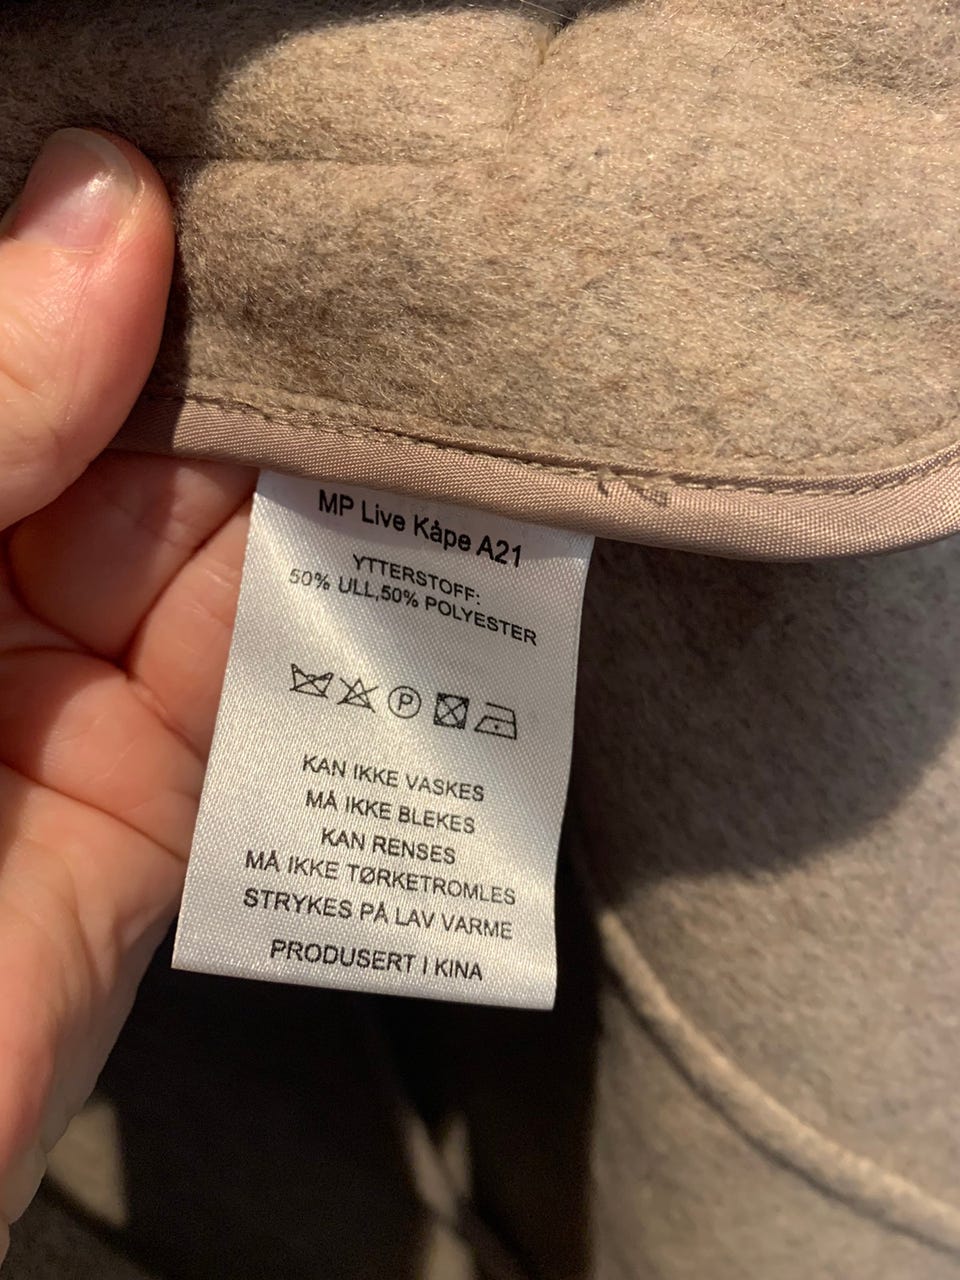 MP Live Kåpe A21
YTTERSTOFF:
50% ULL,50% POLYESTER
P
KAN IKKE VASKES
MÅ IKKE BLEKES
KAN RENSES
MÅ IKKE TØRKETROMLES
STRYKES PÅ LAV VARME
PRODUSERT I KINA